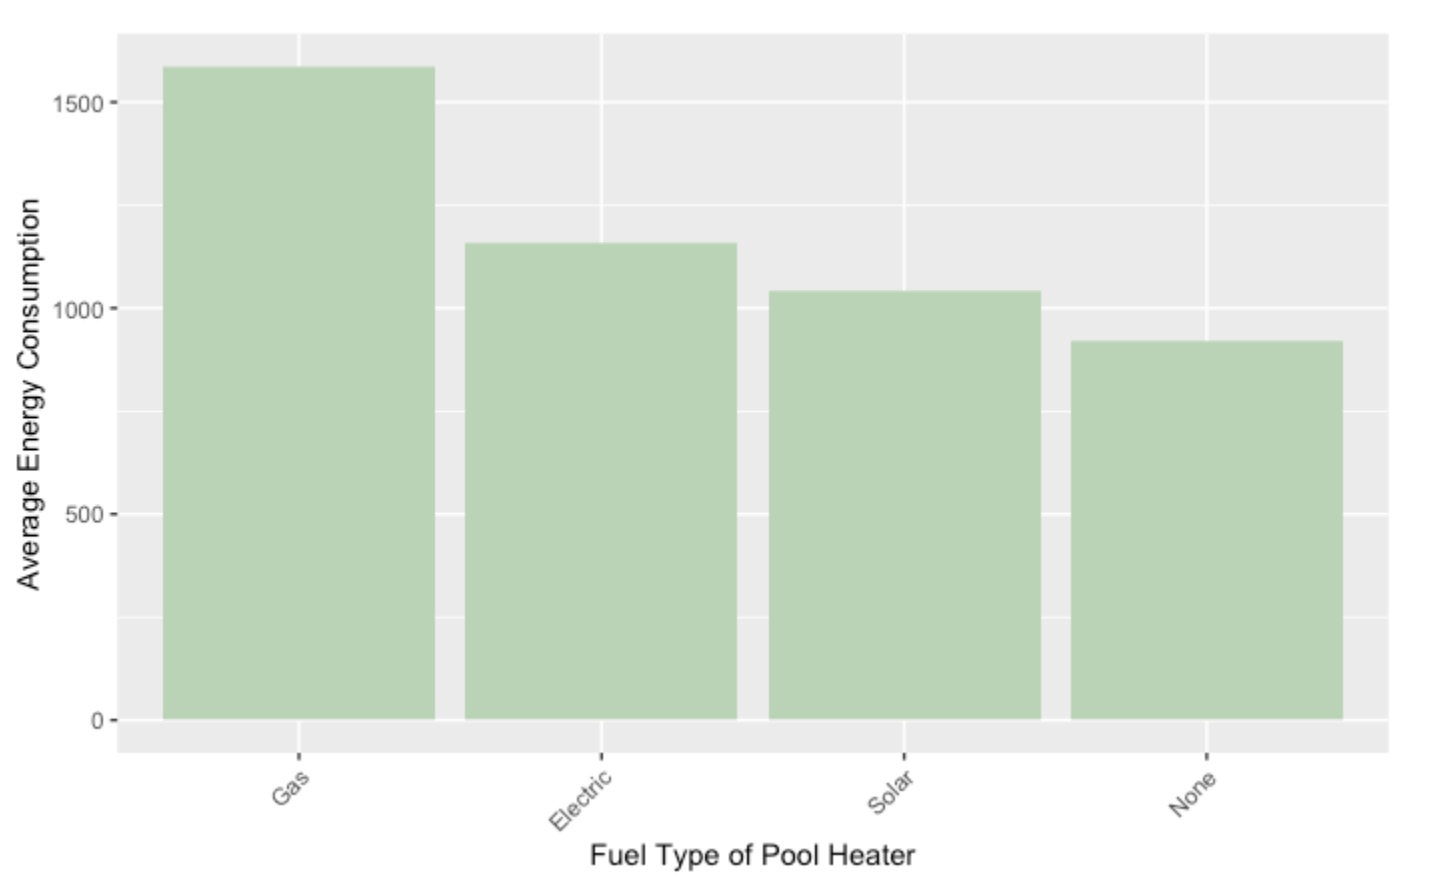 Average Energy Consumption
1500
1000
500
0
Gas
Electric
Solar
None
Fuel Type of Pool Heater